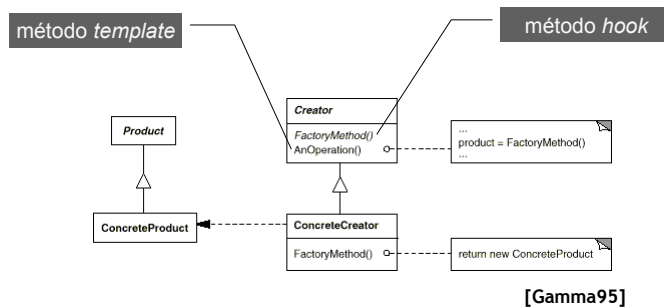 método template
método hook
Creator
FactoryMethod()
AnOperation()
Product
...
product = FactoryMethod()
...
ConcreteProduct
ConcreteCreator
FactoryMethod()
return new ConcreteProduct
[Gamma95]